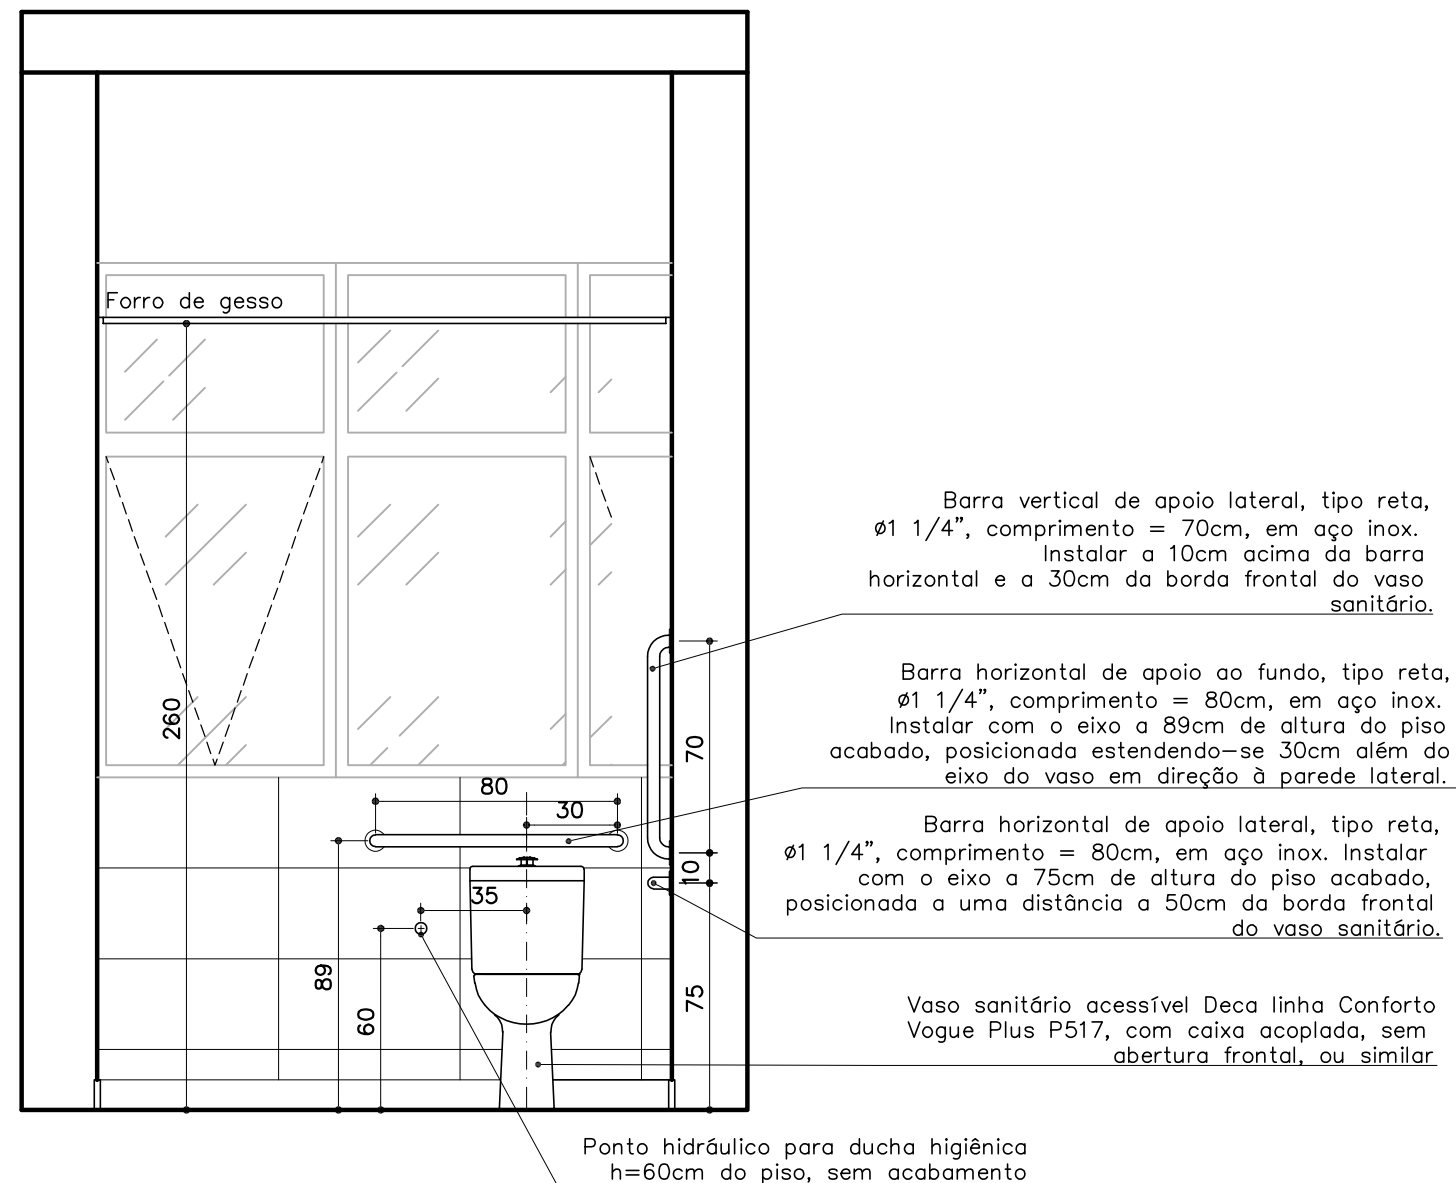 Forro de gesso
260
80
30
35
89
60
70
10
75
Barra vertical de apoio lateral, tipo reta,
ø1 1/4”, comprimento = 70cm, em aço inox.
Instalar a 10cm acima da barra
horizontal e a 30cm da borda frontal do vaso
sanitário.
Barra horizontal de apoio ao fundo, tipo reta,
ø1 1/4”, comprimento = 80cm, em aço inox.
Instalar com o eixo a 89cm de altura do piso
acabado, posicionada estendendo-se 30cm além do
eixo do vaso em direção à parede lateral.
Barra horizontal de apoio lateral, tipo reta,
ø1 1/4”, comprimento = 80cm, em aço inox. Instalar
com o eixo a 75cm de altura do piso acabado,
posicionada a uma distância a 50cm da borda frontal
do vaso sanitário.
Vaso sanitário acessível Deca linha Conforto
Vogue Plus P517, com caixa acoplada, sem
abertura frontal, ou similar
Ponto hidráulico para ducha higiênica
h=60cm do piso, sem acabamento